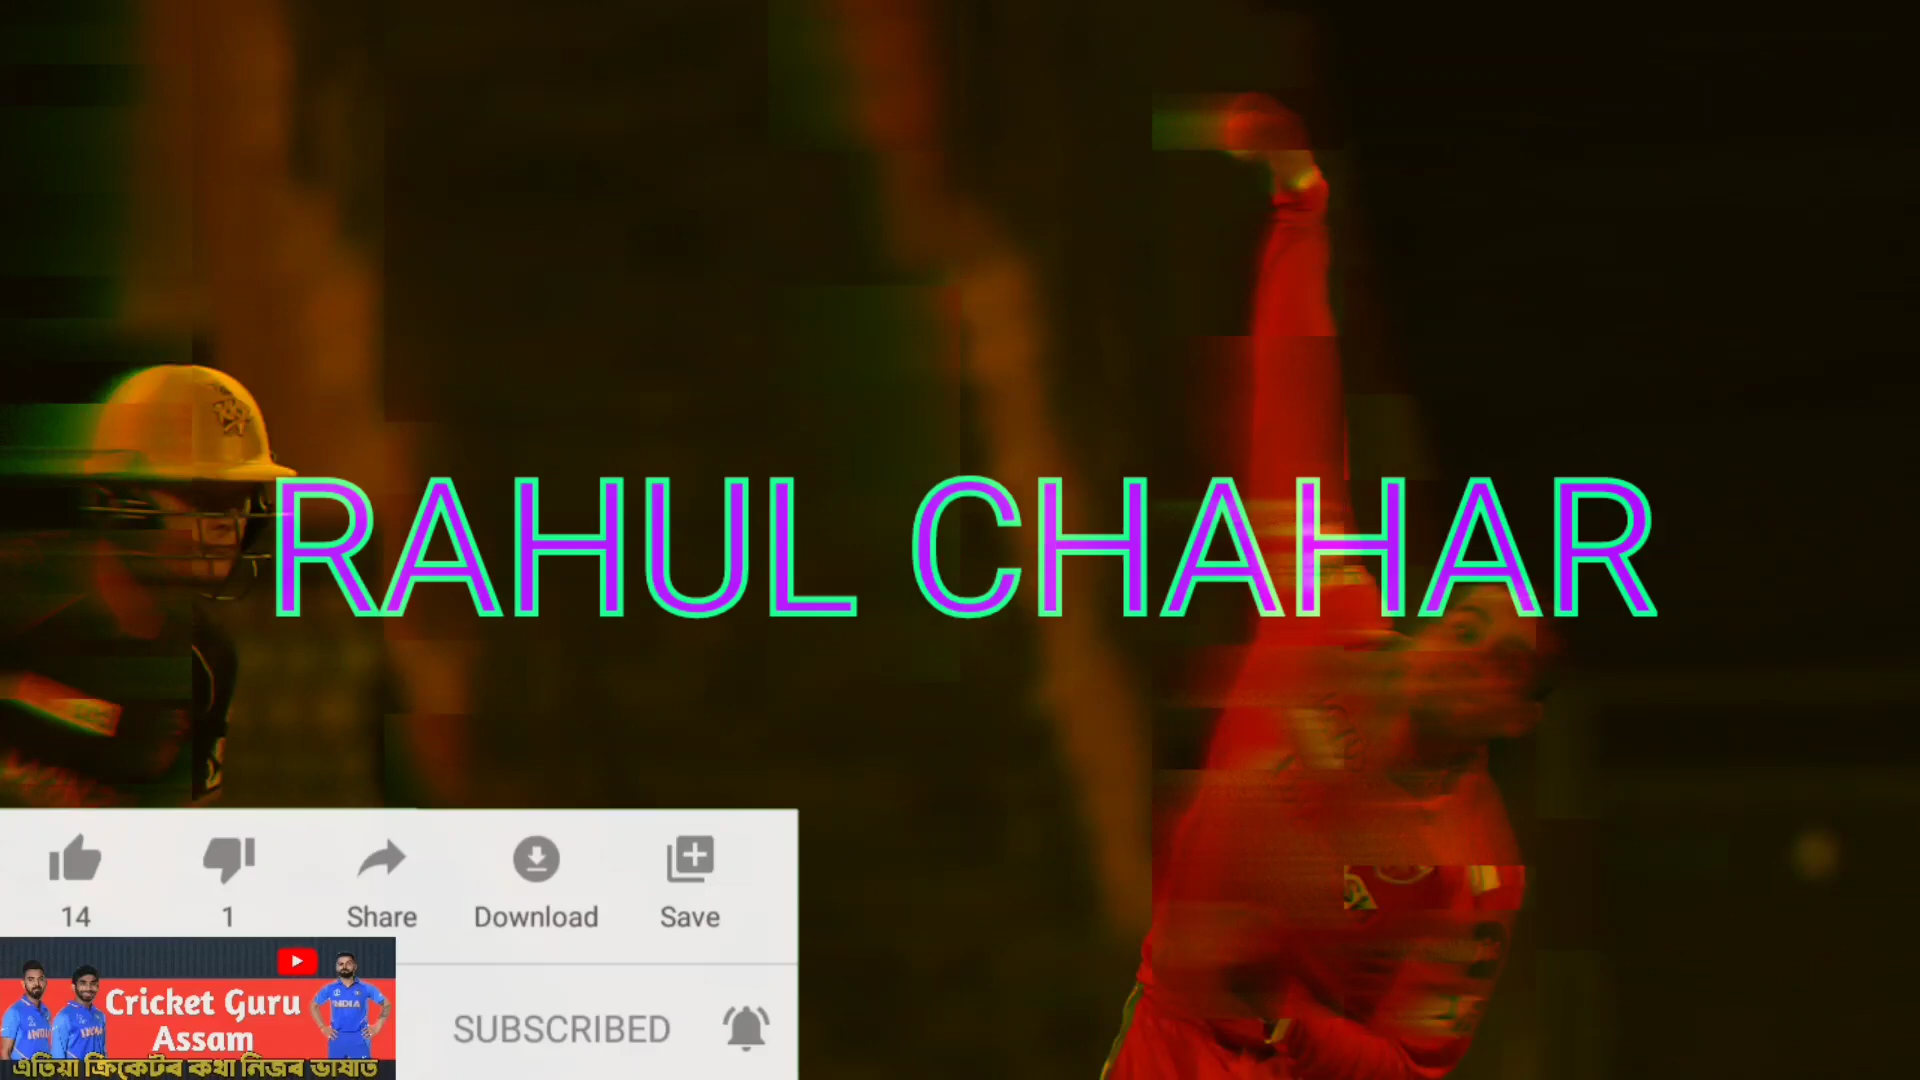 RAHUL CHAHAR
14
1
Share
Download
Save
Cricket Guru
Assam
এতিয়া ক্ৰিকেটৰ কথা নিজৰ ভাষাত
SUBSCRIBED